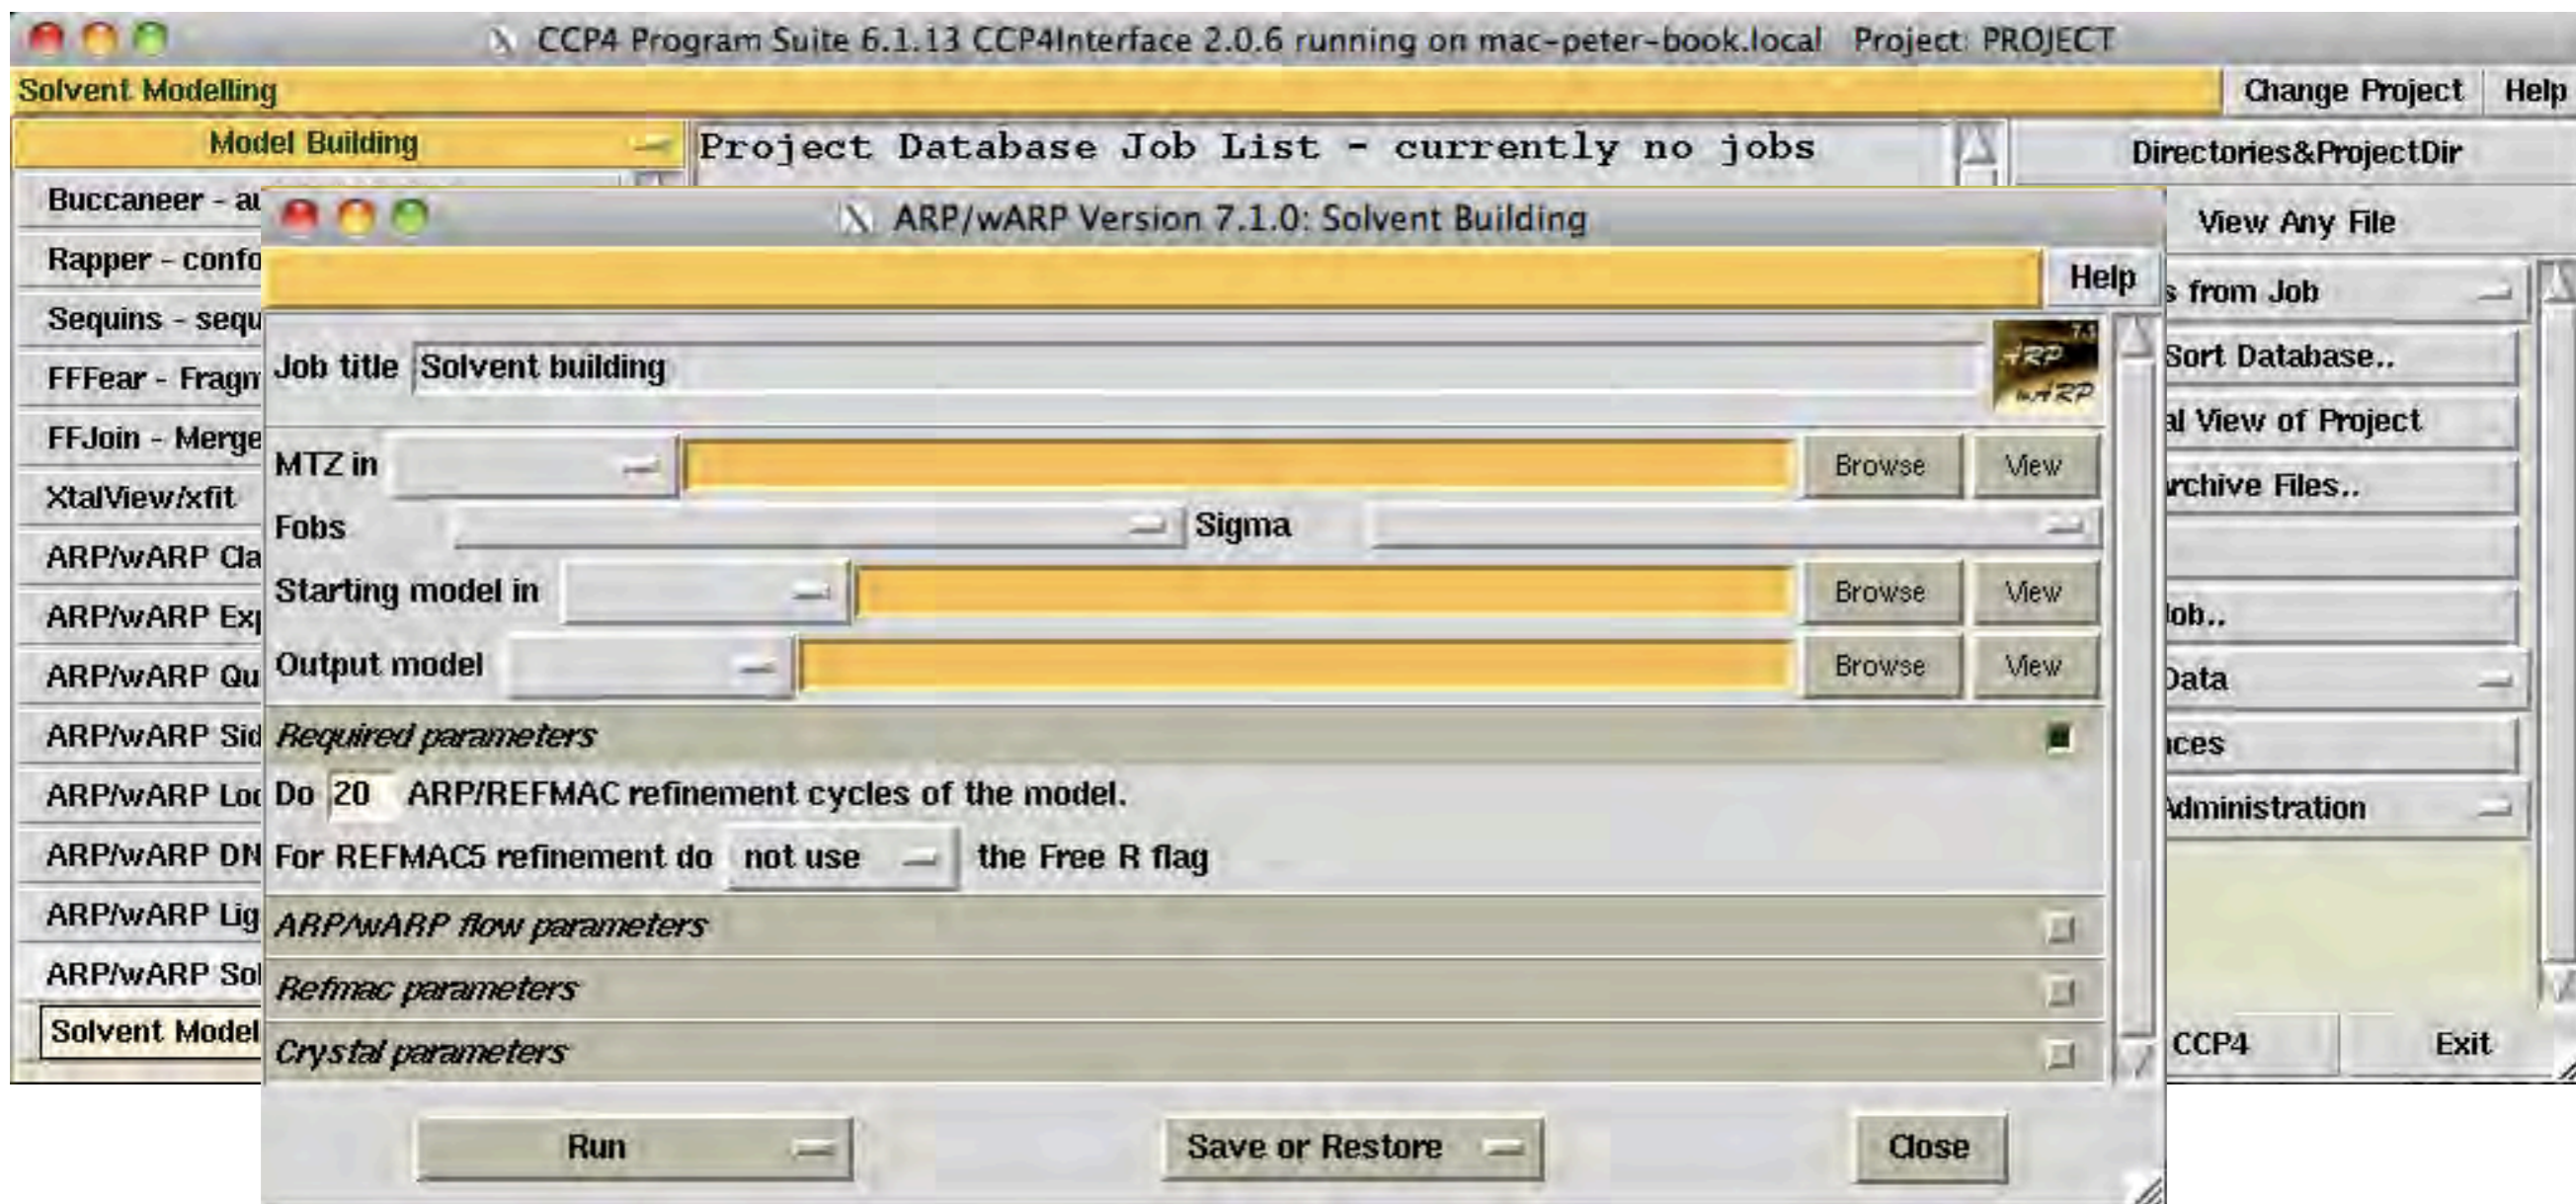 CCP4 Program Suite 6.1.13 CCP4Interface 2.0.6 running on mac-peter-book.local Project: PROJECT
Solvent Modelling
Change Project
Help
Model Building
Project Database Job List - currently no jobs
Directories&ProjectDir
View Any File
s from Job
Sort Database..
al View of Project
rchive Files..
Job..
Data
Administration
CCP4
Exit
Buccaneer - au
Rapper - confo
Sequins - sequ
FFFear - Fragm
FFJoin - Merge
XtalView/xfit
ARP/wARP Cla
ARP/wARP Exp
ARP/wARP Qu
ARP/wARP Sid
ARP/wARP Loc
ARP/wARP DN
ARP/wARP Lig
ARP/wARP Sol
Solvent Model
ARP/wARP Version 7.1.0: Solvent Building
Help
Job title Solvent building
7.1
ARP
wARP
MTZ in
Browse
View
Fobs
Sigma
Starting model in
Browse
View
Output model
Browse
View
Required parameters
Do 20 ARP/REFMAC refinement cycles of the model.
For REFMAC5 refinement do not use the Free R flag
ARP/wARP flow parameters
Refmac parameters
Crystal parameters
Run
Save or Restore
Close